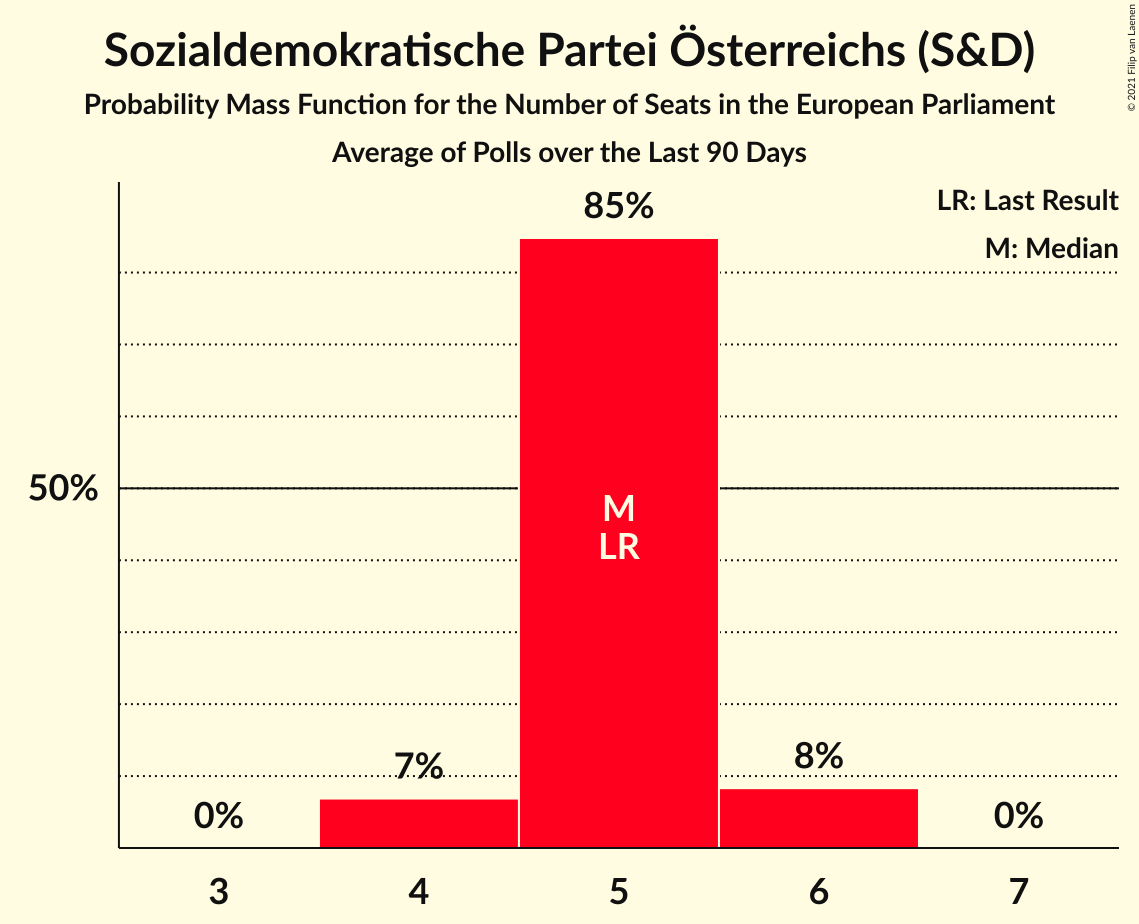 Sozialdemokratische Partei Österreichs (S&D)
Probability Mass Function for the Number of Seats in the European Parliament
Average of Polls over the Last 90 Days
© 2021 Filip van Laenen
LR: Last Result
M: Median
85%
50%
M
LR
7%
8%
0%
0%
3 4 5 6 7